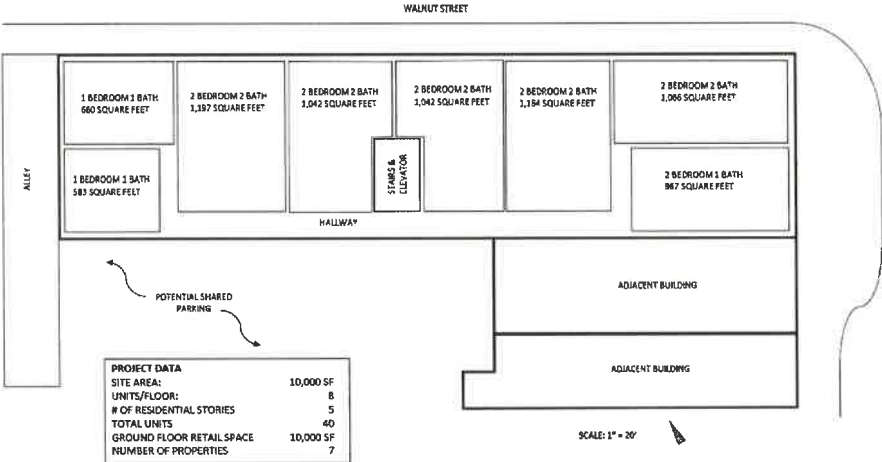 WALNUT STREET
1 BEDROOM 1 BATH
660 SQUARE FEET
2 BEDROOM 2 BATH
1,197 SQUARE FEET
2 BEDROOM 2 BATH
1,042 SQUARE FEET
2 BEDROOM 2 BATH
1,042 SQUARE FEET
2 BEDROOM 2 BATH
1,164 SQUARE FEET
2 BEDROOM 2 BATH
1,066 SQUARE FEET
ALLEY
1 BEDROOM 1 BATH
583 SQUARE FEET
STAIRS &
ELEVATOR
2 BEDROOM 1 BATH
967 SQUARE FEET
HALLWAY
POTENTIAL SHARED
PARKING
ADJACENT BUILDING
ADJACENT BUILDING
PROJECT DATA
SITE AREA: 10,000 SF
UNITS/FLOOR: 8
# OF RESIDENTIAL STORIES 5
TOTAL UNITS 40
GROUND FLOOR RETAIL SPACE 10,000 SF
NUMBER OF PROPERTIES 7
SCALE: 1" = 20'